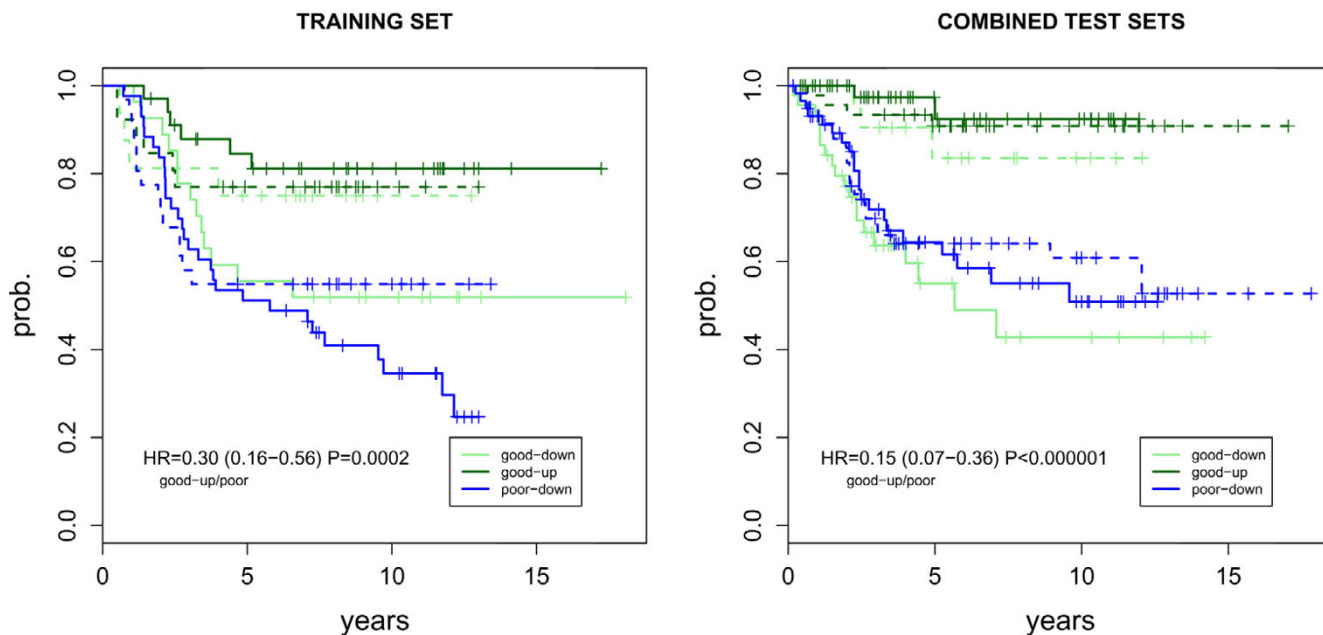 TRAINING SET
prob.
1.0
0.8
0.6
0.4
0.2
0.0
HR=0.30 (0.16−0.56) P=0.0002
good−up/poor
good−down
good−up
poor−down
0 5 10 15
years
COMBINED TEST SETS
prob.
1.0
0.8
0.6
0.4
0.2
0.0
HR=0.15 (0.07−0.36) P<0.000001
good−up/poor
good−down
good−up
poor−down
0 5 10 15
years